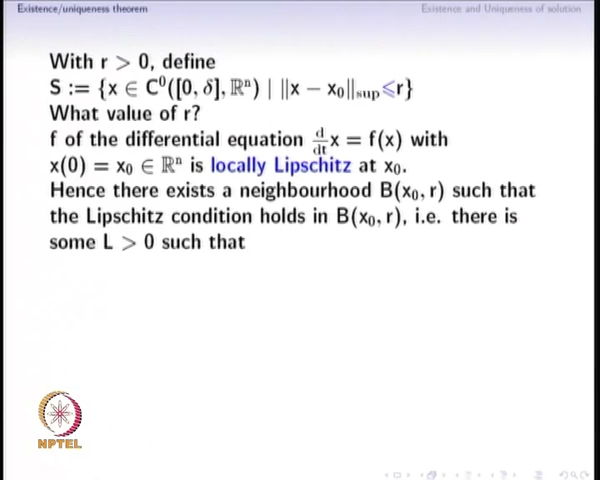 Existence/uniqueness theorem
Existence and Uniqueness of solution
With r > 0, define
S := {x ∈ C⁰([0, δ], ℝⁿ) | ‖x − x₀‖sup ⩽ r}
What value of r?
f of the differential equation d/dt x = f(x) with
x(0) = x₀ ∈ ℝⁿ is locally Lipschitz at x₀.
Hence there exists a neighbourhood B(x₀, r) such that
the Lipschitz condition holds in B(x₀, r), i.e. there is
some L > 0 such that
NPTEL